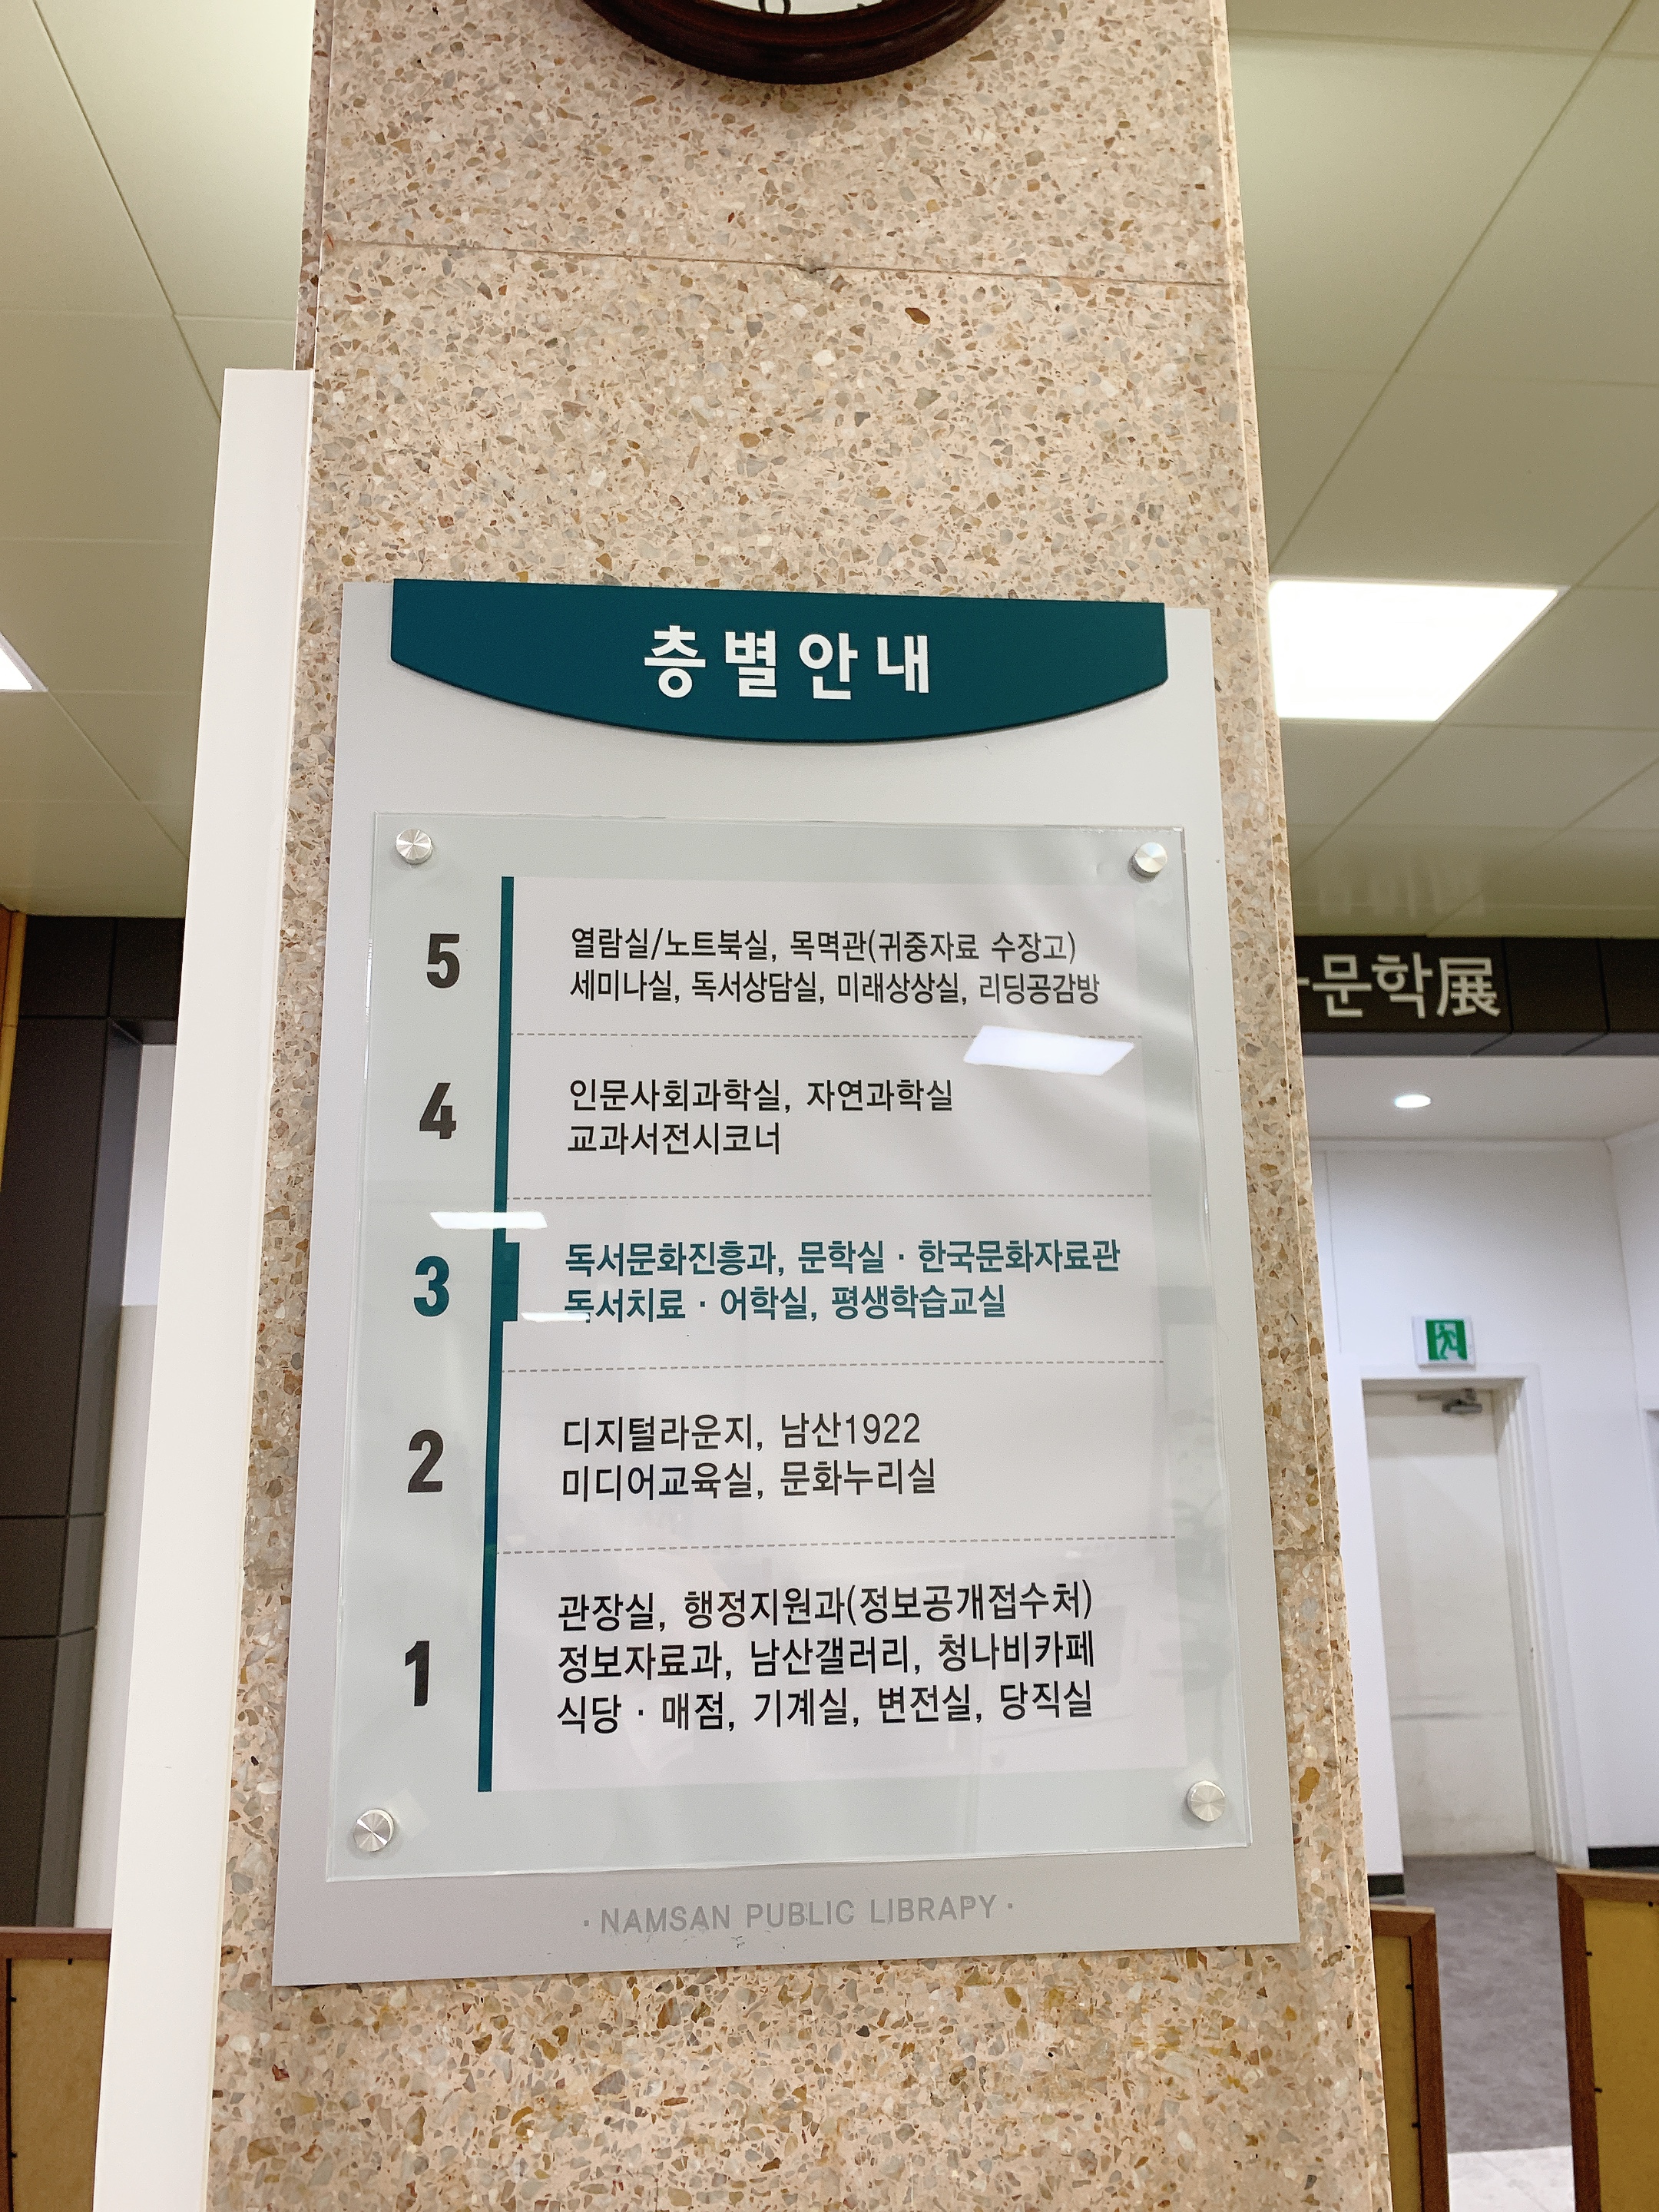 층별안내
5
열람실/노트북실, 목멱관(귀중자료 수장고)
세미나실, 독서상담실, 미래상상실, 리딩공감방
4
인문사회과학실, 자연과학실
교과서전시코너
3
독서문화진흥과, 문학실 · 한국문화자료관
독서치료 · 어학실, 평생학습교실
2
디지털라운지, 남산1922
미디어교육실, 문화누리실
1
관장실, 행정지원과(정보공개접수처)
정보자료과, 남산갤러리, 청나비카페
식당 · 매점, 기계실, 변전실, 당직실
· NAMSAN PUBLIC LIBRAPY ·
문학展